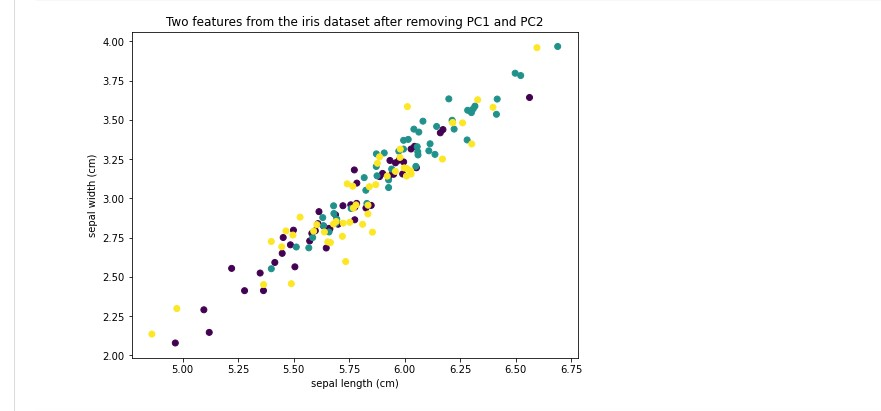 Two features from the iris dataset after removing PC1 and PC2
4.00
3.75
3.50
3.25
3.00
2.75
2.50
2.25
2.00
sepal width (cm)
5.00 5.25 5.50 5.75 6.00 6.25 6.50 6.75
sepal length (cm)